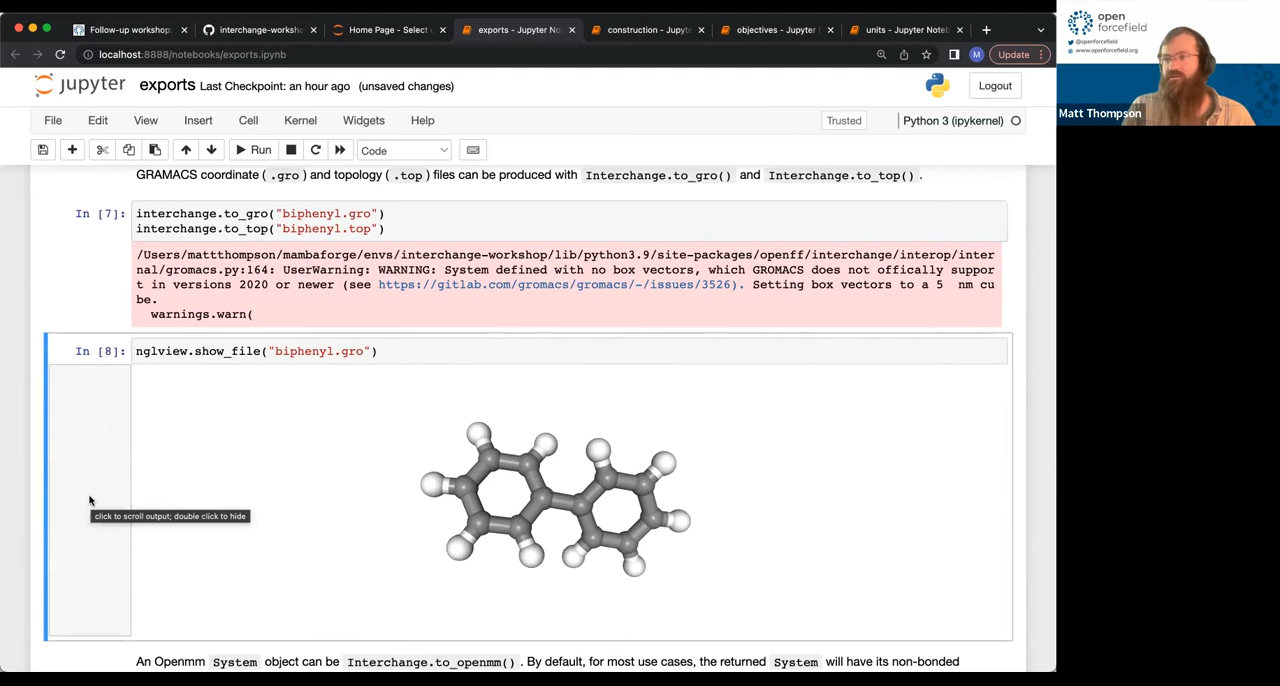 Follow-up workshop:
interchange-worksho
Home Page - Select
exports - Jupyter No
construction - Jupyte
objectives - Jupyter
units - Jupyter Noteb
localhost:8888/notebooks/exports.ipynb
M
Update
open
forcefield
@openforcefield
www.openforcefield.org
Matt Thompson
jupyter
exports Last Checkpoint: an hour ago (unsaved changes)
Logout
File Edit View Insert Cell Kernel Widgets Help
Trusted
Python 3 (ipykernel)
Run
Code
GRAMACS coordinate ( .gro ) and topology ( .top ) files can be produced with Interchange.to_gro() and Interchange.to_top() .
In [7]: interchange.to_gro("biphenyl.gro")
interchange.to_top("biphenyl.top")
/Users/mattthompson/mambaforge/envs/interchange-workshop/lib/python3.9/site-packages/openff/interchange/interop/inter
nal/gromacs.py:164: UserWarning: WARNING: System defined with no box vectors, which GROMACS does not offically suppor
t in versions 2020 or newer (see https://gitlab.com/gromacs/gromacs/-/issues/3526). Setting box vectors to a 5 nm cu
be.
warnings.warn(
In [8]: nglview.show_file("biphenyl.gro")
click to scroll output; double click to hide
An Openmm System object can be Interchange.to_openmm() . By default, for most use cases, the returned System will have its non-bonded